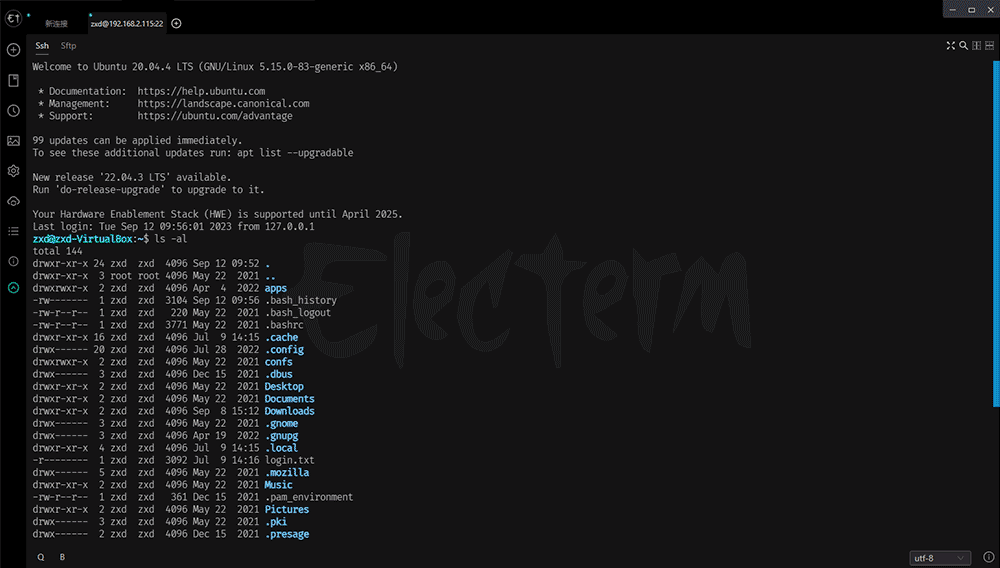 新连接
zxd@192.168.2.115:22
Ssh Sftp
Welcome to Ubuntu 20.04.4 LTS (GNU/Linux 5.15.0-83-generic x86_64)
* Documentation: https://help.ubuntu.com
* Management: https://landscape.canonical.com
* Support: https://ubuntu.com/advantage
99 updates can be applied immediately.
To see these additional updates run: apt list --upgradable
New release '22.04.3 LTS' available.
Run 'do-release-upgrade' to upgrade to it.
Your Hardware Enablement Stack (HWE) is supported until April 2025.
Last login: Tue Sep 12 09:56:01 2023 from 127.0.0.1
zxd@zxd-VirtualBox:~$ ls -al
total 144
drwxr-xr-x 24 zxd zxd 4096 Sep 12 09:52 .
drwxr-xr-x 3 root root 4096 May 22 2021 ..
drwxrwxr-x 2 zxd zxd 4096 Apr 4 2022 apps
-rw------- 1 zxd zxd 3104 Sep 12 09:56 .bash_history
-rw-r--r-- 1 zxd zxd 220 May 22 2021 .bash_logout
-rw-r--r-- 1 zxd zxd 3771 May 22 2021 .bashrc
drwxr-xr-x 16 zxd zxd 4096 Jul 9 14:15 .cache
drwx------ 20 zxd zxd 4096 Jul 28 2022 .config
drwxrwxr-x 2 zxd zxd 4096 May 22 2021 confs
drwx------ 3 zxd zxd 4096 Dec 15 2021 .dbus
drwxr-xr-x 2 zxd zxd 4096 May 22 2021 Desktop
drwxr-xr-x 2 zxd zxd 4096 May 22 2021 Documents
drwxr-xr-x 2 zxd zxd 4096 Sep 8 15:12 Downloads
drwx------ 3 zxd zxd 4096 May 22 2021 .gnome
drwx------ 3 zxd zxd 4096 Apr 19 2022 .gnupg
drwxr-xr-x 4 zxd zxd 4096 Jul 9 14:15 .local
-r-------- 1 zxd zxd 3092 Jul 9 14:16 login.txt
drwx------ 5 zxd zxd 4096 May 22 2021 .mozilla
drwxr-xr-x 2 zxd zxd 4096 May 22 2021 Music
-rw-r--r-- 1 zxd zxd 361 Dec 15 2021 .pam_environment
drwxr-xr-x 2 zxd zxd 4096 May 22 2021 Pictures
drwx------ 3 zxd zxd 4096 May 22 2021 .pki
drwx------ 2 zxd zxd 4096 Dec 15 2021 .presage
Electerm
Q B
utf-8